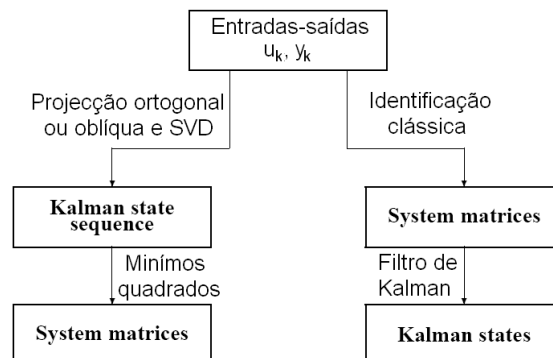 Entradas-saídas
uk, yk
Projecção ortogonal
ou oblíqua e SVD
Identificação
clássica
Kalman state
sequence
System matrices
Minímos
quadrados
Filtro de
Kalman
System matrices
Kalman states